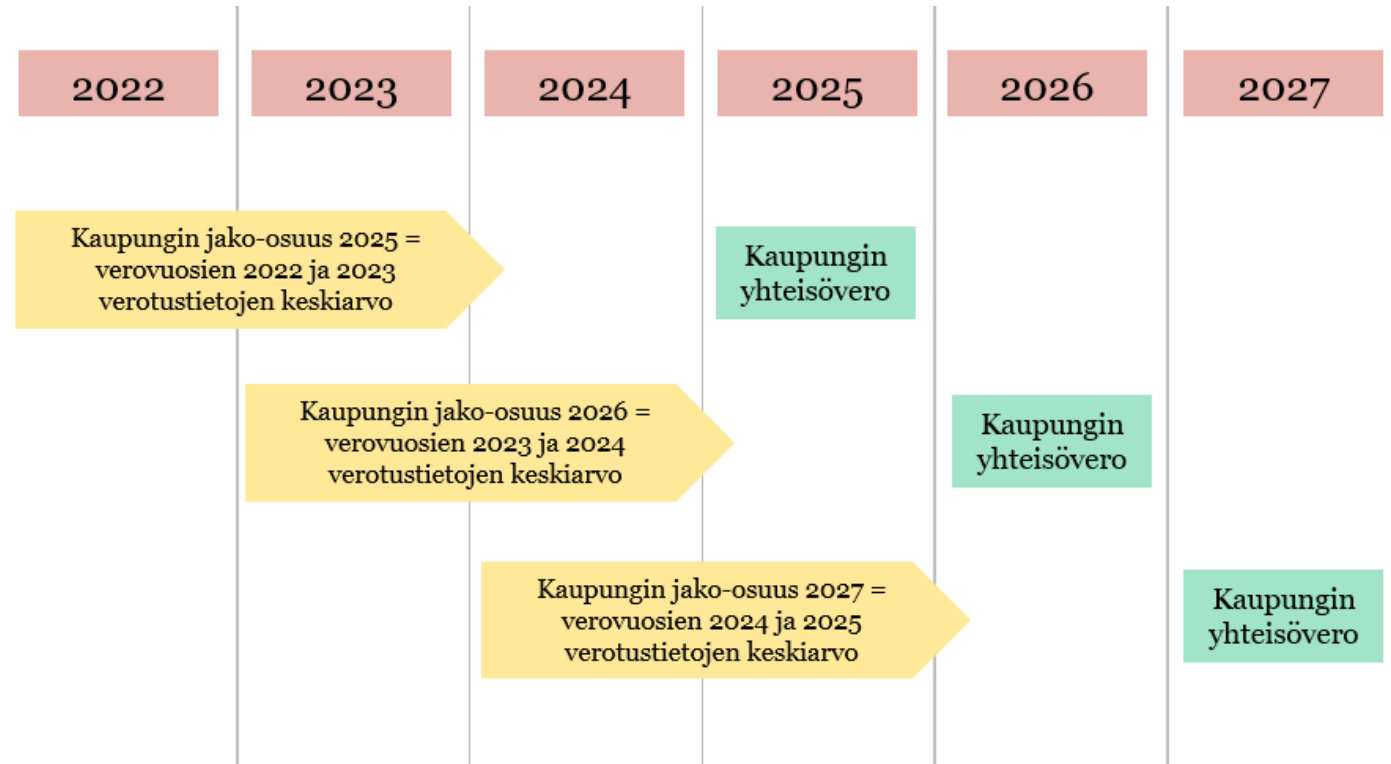 2022
2023
2024
2025
2026
2027
Kaupungin jako-osuus 2025 =
verovuosien 2022 ja 2023
verotustietojen keskiarvo
Kaupungin
yhteisövero
Kaupungin jako-osuus 2026 =
verovuosien 2023 ja 2024
verotustietojen keskiarvo
Kaupungin
yhteisövero
Kaupungin jako-osuus 2027 =
verovuosien 2024 ja 2025
verotustietojen keskiarvo
Kaupungin
yhteisövero